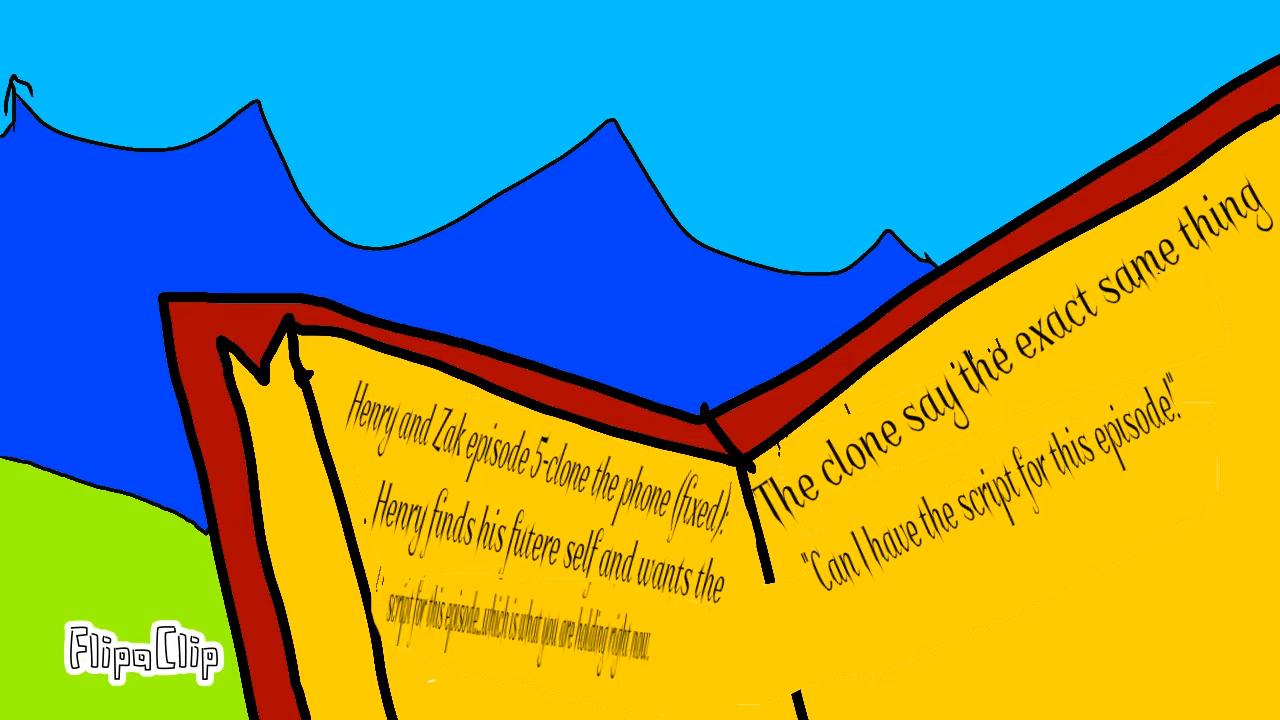 Henry and Zak episode 5-clone the phone (fixed):
Henry finds his futere self and wants the
script for this episode..which is what you are holding right now.
The clone say the exact same thing
"Can I have the script for this episode!"
FlipaClip